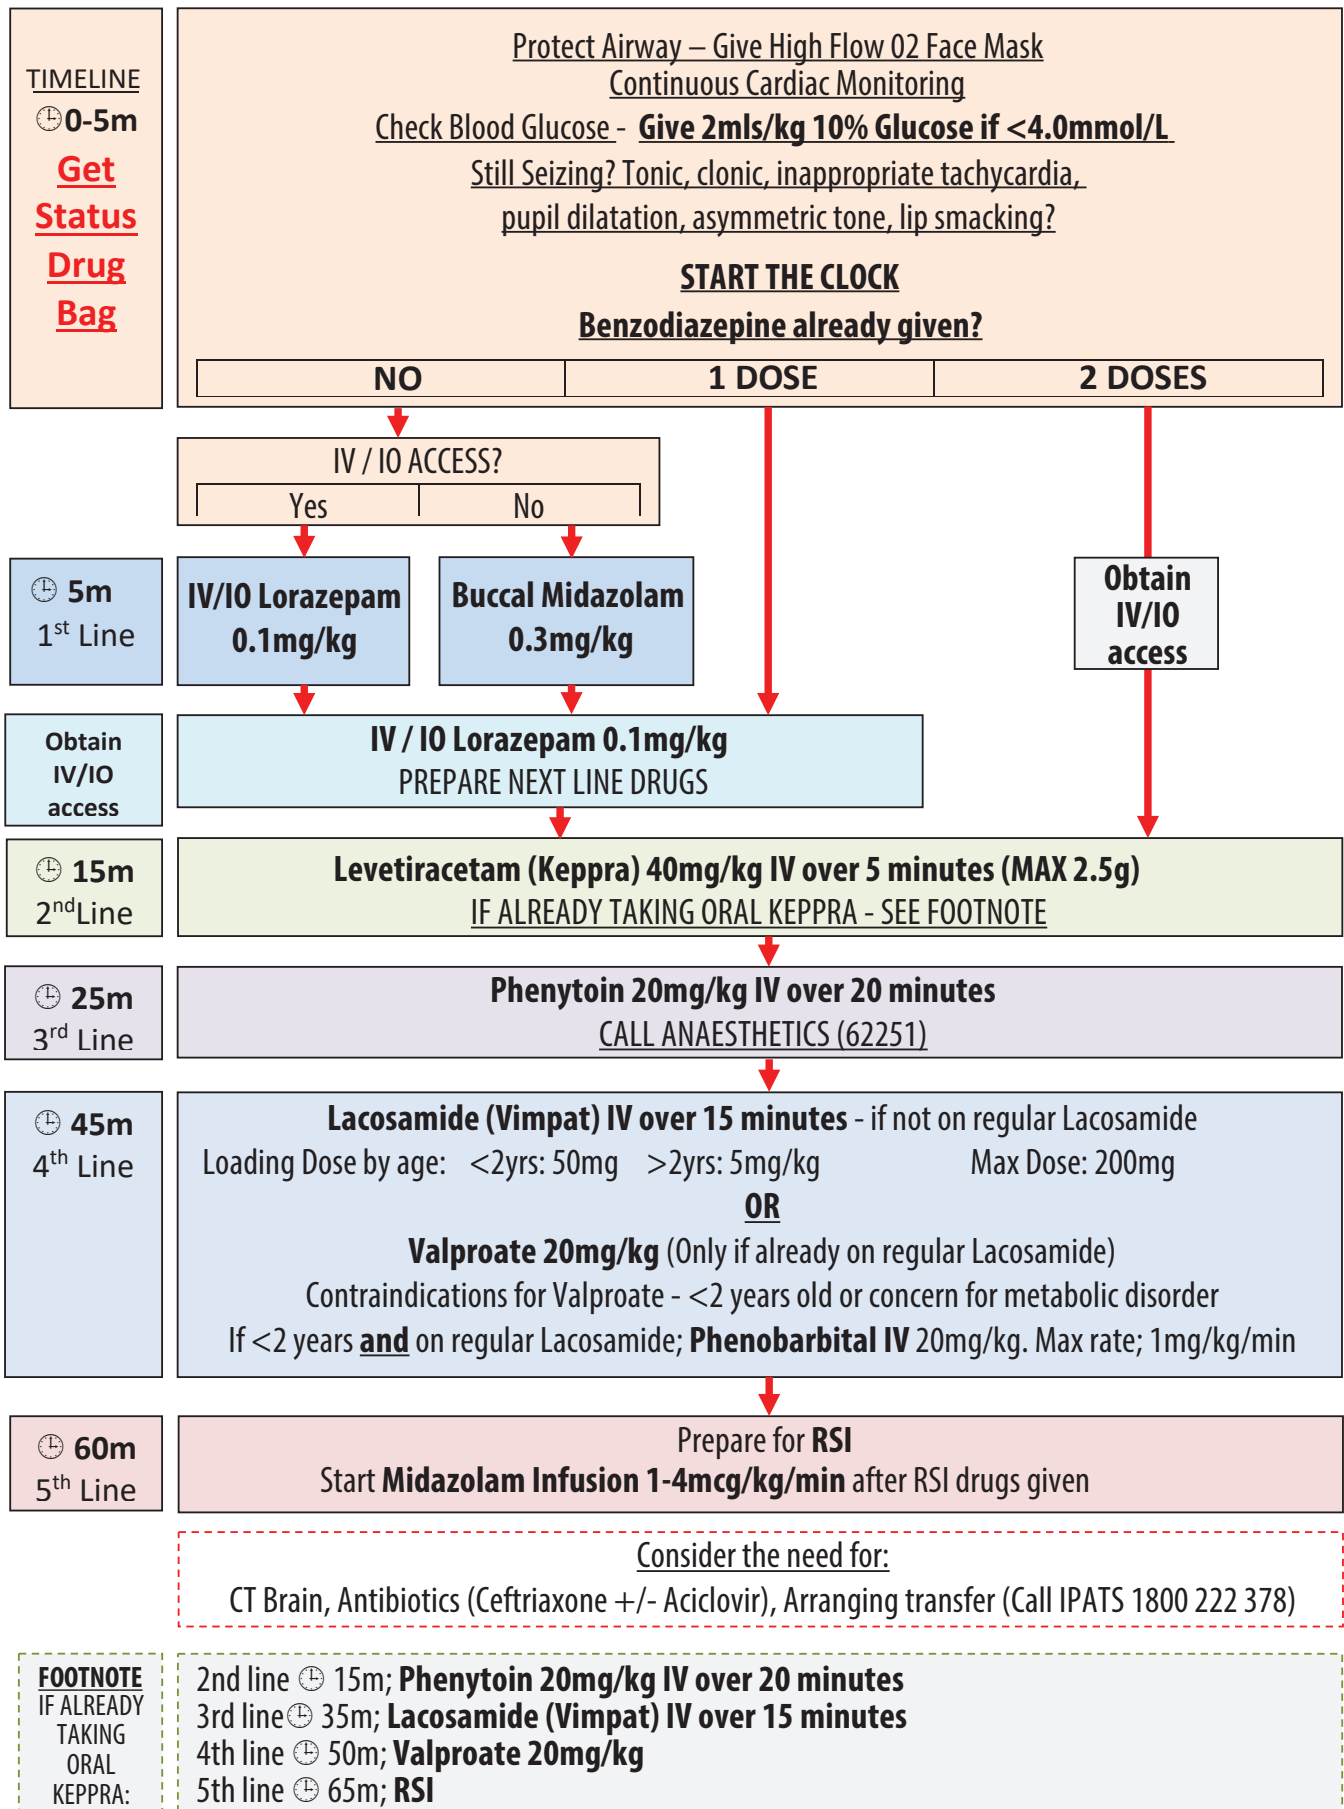 TIMELINE
🕒0-5m
Get
Status
Drug
Bag
Protect Airway – Give High Flow 02 Face Mask
Continuous Cardiac Monitoring
Check Blood Glucose - Give 2mls/kg 10% Glucose if <4.0mmol/L
Still Seizing? Tonic, clonic, inappropriate tachycardia,
pupil dilatation, asymmetric tone, lip smacking?
START THE CLOCK
Benzodiazepine already given?
NO 1 DOSE 2 DOSES
IV / IO ACCESS?
Yes No
🕒 5m
1st Line
IV/IO Lorazepam
0.1mg/kg
Buccal Midazolam
0.3mg/kg
Obtain
IV/IO
access
Obtain
IV/IO
access
IV / IO Lorazepam 0.1mg/kg
PREPARE NEXT LINE DRUGS
🕒 15m
2nd Line
Levetiracetam (Keppra) 40mg/kg IV over 5 minutes (MAX 2.5g)
IF ALREADY TAKING ORAL KEPPRA - SEE FOOTNOTE
🕒 25m
3rd Line
Phenytoin 20mg/kg IV over 20 minutes
CALL ANAESTHETICS (62251)
🕒 45m
4th Line
Lacosamide (Vimpat) IV over 15 minutes - if not on regular Lacosamide
Loading Dose by age: <2yrs: 50mg >2yrs: 5mg/kg Max Dose: 200mg
OR
Valproate 20mg/kg (Only if already on regular Lacosamide)
Contraindications for Valproate - <2 years old or concern for metabolic disorder
If <2 years and on regular Lacosamide; Phenobarbital IV 20mg/kg. Max rate; 1mg/kg/min
🕒 60m
5th Line
Prepare for RSI
Start Midazolam Infusion 1-4mcg/kg/min after RSI drugs given
Consider the need for:
CT Brain, Antibiotics (Ceftriaxone +/- Aciclovir), Arranging transfer (Call IPATS 1800 222 378)
FOOTNOTE
IF ALREADY
TAKING
ORAL
KEPPRA:
2nd line 🕒 15m; Phenytoin 20mg/kg IV over 20 minutes
3rd line 🕒 35m; Lacosamide (Vimpat) IV over 15 minutes
4th line 🕒 50m; Valproate 20mg/kg
5th line 🕒 65m; RSI